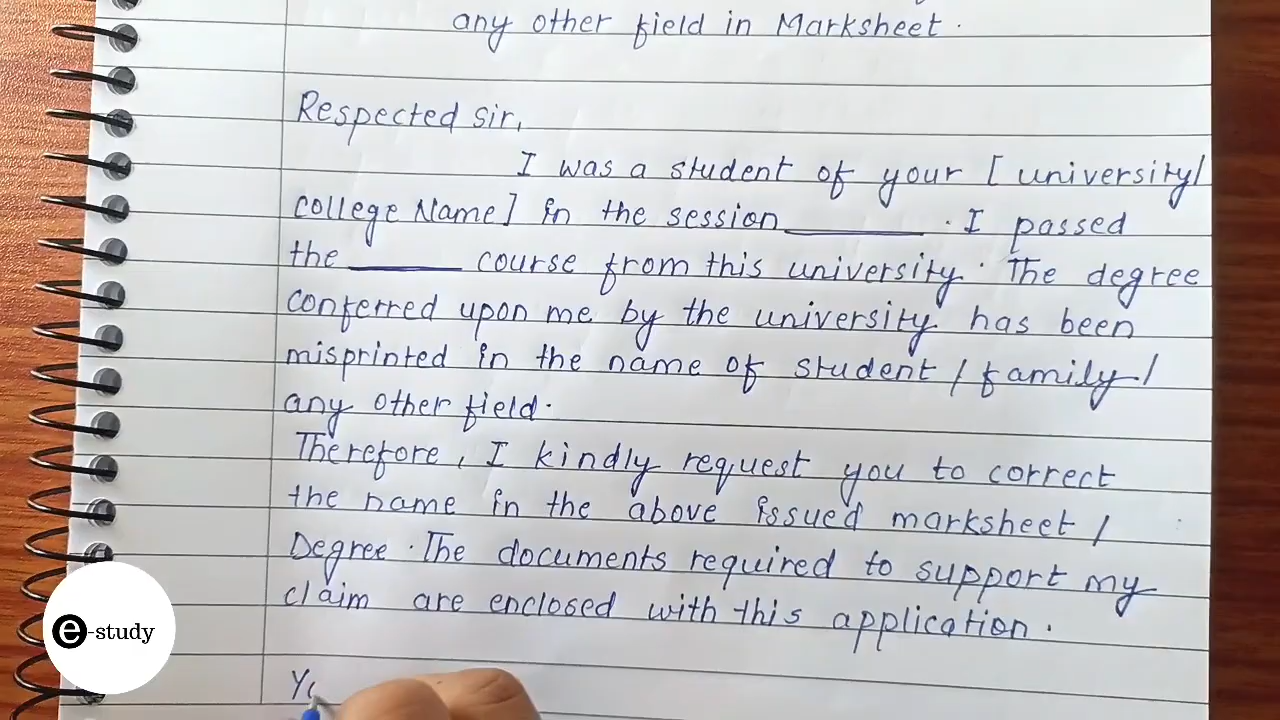 any other field in Marksheet.
Respected sir,
I was a student of your [university/
college Name] in the session_______. I passed
the ______ course from this university. The degree
conferred upon me by the university has been
misprinted in the name of student / family /
any other field.
Therefore, I kindly request you to correct
the name in the above issued marksheet /
Degree. The documents required to support my
claim are enclosed with this application.
e-study